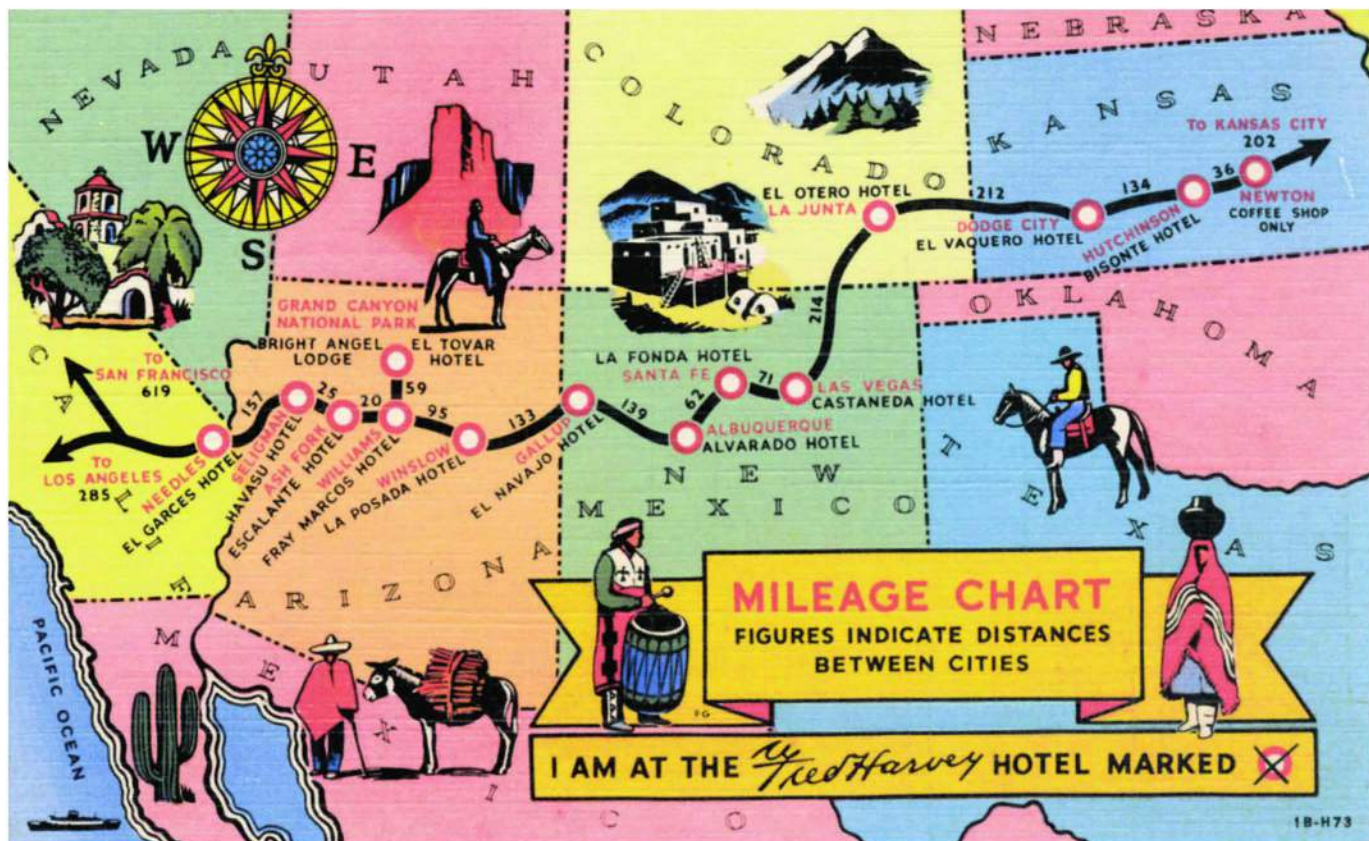 NEBRASKA
NEVADA
UTAH
COLORADO
KANSAS
W
E
S
TO KANSAS CITY
202
EL OTERO HOTEL
LA JUNTA
212
DODGE CITY
EL VAQUERO HOTEL
134
HUTCHINSON
BISONTE HOTEL
36
NEWTON
COFFEE SHOP
ONLY
OKLAHOMA
GRAND CANYON
NATIONAL PARK
BRIGHT ANGEL
LODGE
EL TOVAR
HOTEL
59
214
LA FONDA HOTEL
SANTA FE
71
LAS VEGAS
CASTANEDA HOTEL
62
ALBUQUERQUE
ALVARADO HOTEL
139
GALLUP
EL NAVAJO HOTEL
133
WINSLOW
LA POSADA HOTEL
95
WILLIAMS
FRAY MARCOS HOTEL
20
ASH FORK
ESCALANTE HOTEL
25
SELIGMAN
HAVASU HOTEL
157
NEEDLES
EL GARCES HOTEL
TO
SAN FRANCISCO
619
TO
LOS ANGELES
285
CALIF
ARIZONA
NEW
MEXICO
TEXAS
MEXICO
PACIFIC OCEAN
MILEAGE CHART
FIGURES INDICATE DISTANCES
BETWEEN CITIES
FG
I AM AT THE Fred Harvey HOTEL MARKED
1B-H73